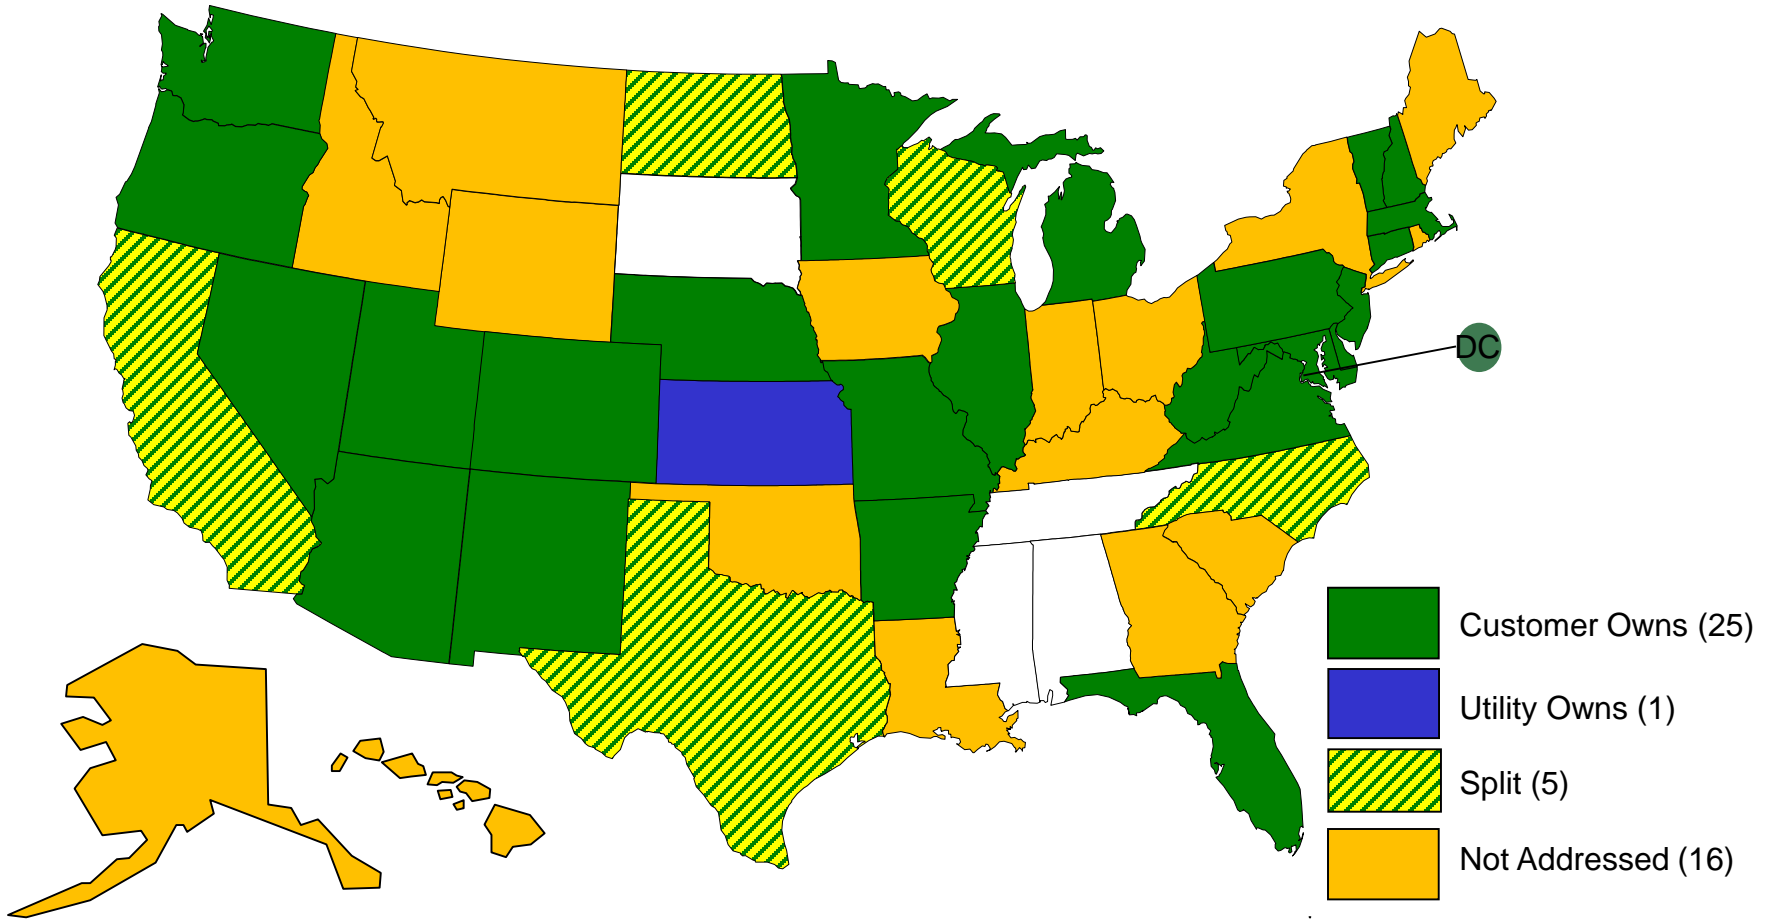 DC
Customer Owns (25)
Utility Owns (1)
Split (5)
Not Addressed (16)